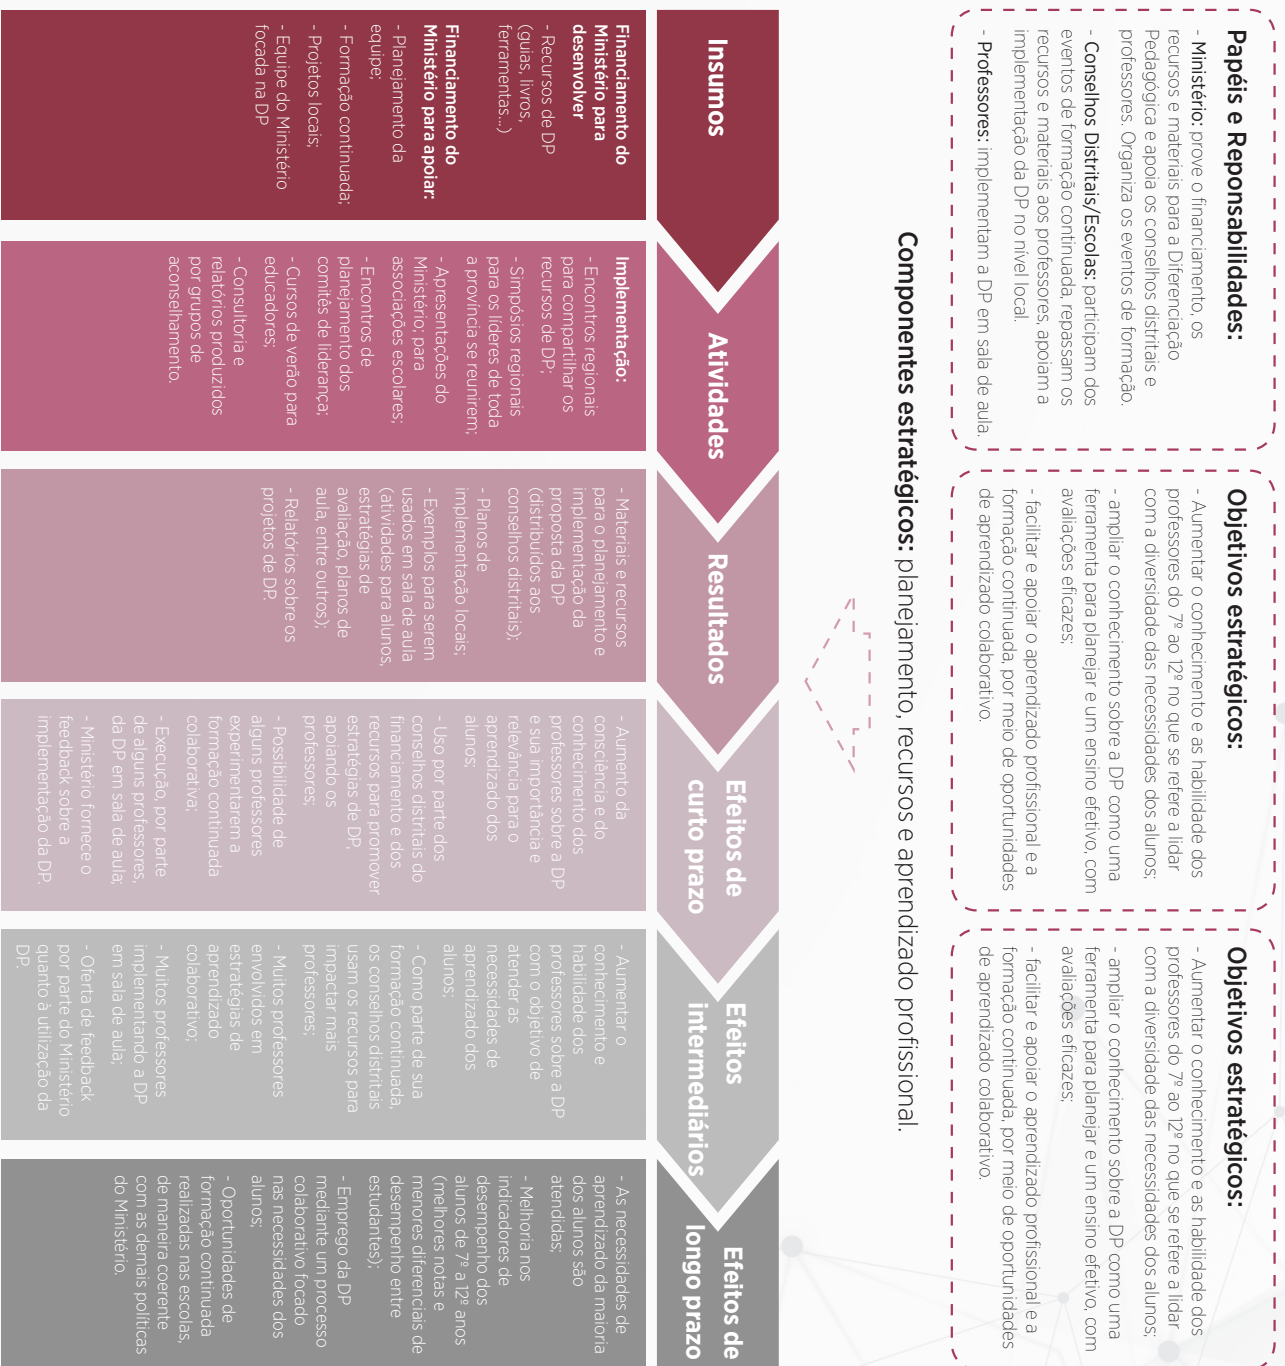 Papéis e Reponsabilidades:
- Ministério: prove o financiamento, os
recursos e materiais para a Diferenciação
Pedagógica e apoia os conselhos distritais e
professores. Organiza os eventos de formação.
- Conselhos Distritais/Escolas: participam dos
eventos de formação continuada, repassam os
recursos e materiais aos professores, apoiam a
implementação da DP no nível local.
- Professores: implementam a DP em sala de aula.
Objetivos estratégicos:
- Aumentar o conhecimento e as habilidade dos
professores do 7º ao 12º no que se refere a lidar
com a diversidade das necessidades dos alunos;
- ampliar o conhecimento sobre a DP como uma
ferramenta para planejar e um ensino efetivo, com
avaliações eficazes;
- facilitar e apoiar o aprendizado profissional e a
formação continuada, por meio de oportunidades
de aprendizado colaborativo.
Objetivos estratégicos:
- Aumentar o conhecimento e as habilidade dos
professores do 7º ao 12º no que se refere a lidar
com a diversidade das necessidades dos alunos;
- ampliar o conhecimento sobre a DP como uma
ferramenta para planejar e um ensino efetivo, com
avaliações eficazes;
- facilitar e apoiar o aprendizado profissional e a
formação continuada, por meio de oportunidades
de aprendizado colaborativo.
Componentes estratégicos: planejamento, recursos e aprendizado profissional.
Insumos
Financiamento do
Ministério para
desenvolver
- Recursos de DP
(guias, livros,
ferramentas...)
Financiamento do
Ministério para apoiar:
- Planejamento da
equipe;
- Formação continuada;
- Projetos locais;
- Equipe do Ministério
focada na DP
Atividades
Implementação:
- Encontros regionais
para compartilhar os
recursos de DP;
- Simpósios regionais
para os líderes de toda
a província se reunirem;
- Apresentações do
Ministério; para
associações escolares;
- Encontros de
planejamento dos
comitês de liderança;
- Cursos de verão para
educadores;
- Consultoria e
relatórios produzidos
por grupos de
aconselhamento.
Resultados
- Materiais e recursos
para o planejamento e
implementação da
proposta da DP
(distribuídos aos
conselhos distritais);
- Planos de
implementação locais;
- Exemplos para serem
usados em sala de aula
(atividades para alunos,
estratégias de
avaliação, planos de
aula, entre outros);
- Relatórios sobre os
projetos de DP.
Efeitos de
curto prazo
- Aumento da
consciência e do
conhecimento dos
professores sobre a DP
e sua importância e
relevância para o
aprendizado dos
alunos;
- Uso por parte dos
conselhos distritais do
financiamento e dos
recursos para promover
estratégias de DP,
apoiando os
professores;
- Possibilidade de
alguns professores
experimentarem a
formação continuada
colaborativa;
- Execução, por parte
de alguns professores,
da DP em sala de aula;
- Ministério fornece o
feedback sobre a
implementação da DP.
Efeitos
intermediários
- Aumentar o
conhecimento e
habilidade dos
professores sobre a DP
com o objetivo de
atender as
necessidades de
aprendizado dos
alunos;
- Como parte de sua
formação continuada,
os conselhos distritais
usam os recursos para
impactar mais
professores;
- Muitos professores
envolvidos em
estratégias de
aprendizado
colaborativo;
- Muitos professores
implementando a DP
em sala de aula;
- Oferta de feedback
por parte do Ministério
quanto à utilização da
DP.
Efeitos de
longo prazo
- As necessidades de
aprendizado da maioria
dos alunos são
atendidas;
- Melhoria nos
indicadores de
desempenho dos
alunos de 7º a 12º anos
(melhores notas e
menores diferenciais de
desempenho entre
estudantes);
- Emprego da DP
mediante um processo
colaborativo focado
nas necessidades dos
alunos;
- Oportunidades de
formação continuada
realizadas nas escolas,
de maneira coerente
com as demais políticas
do Ministério.